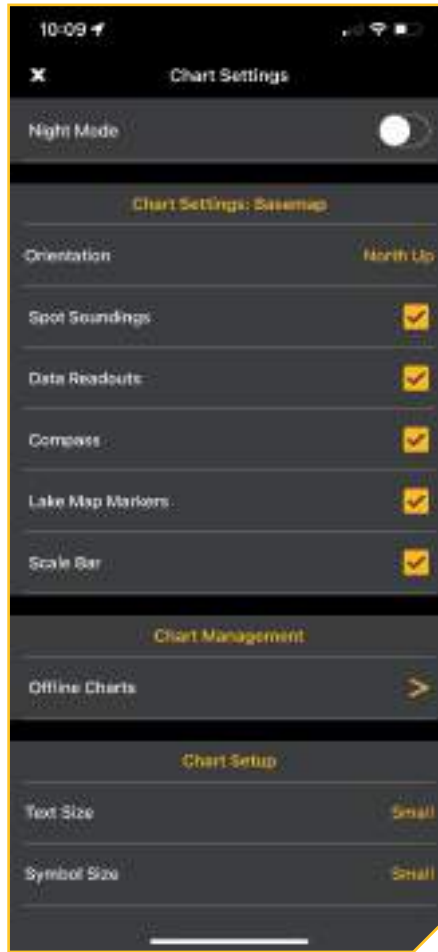 10:09
Chart Settings
Night Mode
Chart Settings: Basemap
Orientation North Up
Spot Soundings
Data Readouts
Compass
Lake Map Markers
Scale Bar
Chart Management
Offline Charts >
Chart Setup
Text Size Small
Symbol Size Small